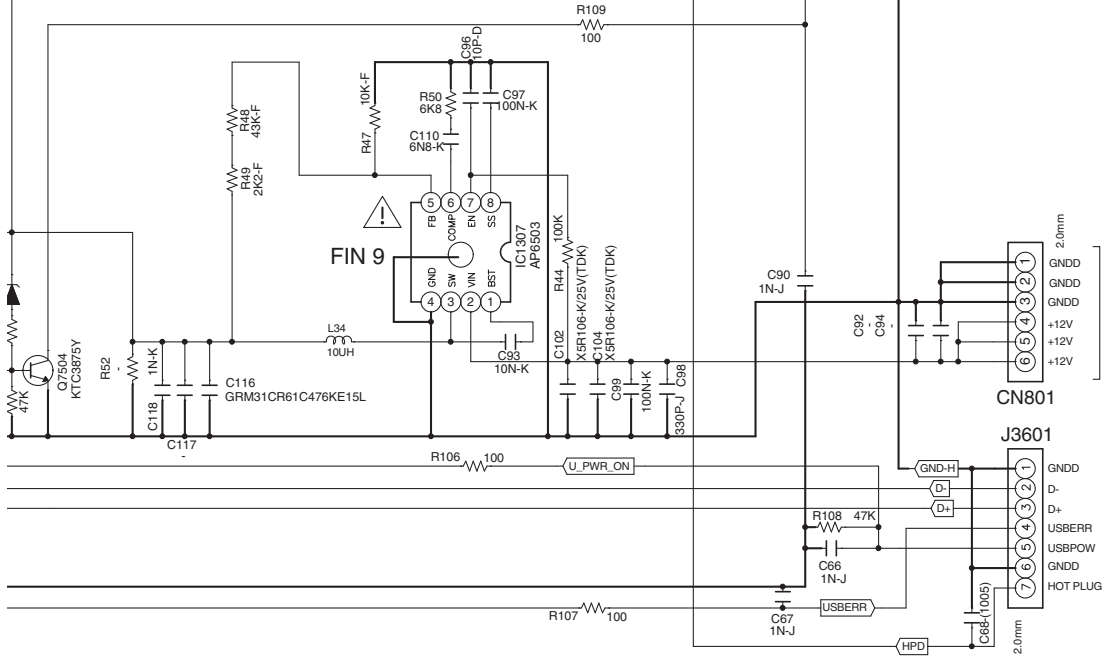 R109
100
C96
10P-D
10K-F
R47
R50
6K8
C97
100N-K
C110
6N8-K
R48
43K-F
R49
2K2-F
5
6
7
8
FB
COMP
EN
SS
!
FIN 9
IC1307
AP6503
GND
SW
VIN
BST
4
3
2
1
R44
100K
X5R106-K/25V(TDK)
X5R106-K/25V(TDK)
C102
C104
C99
100N-K
C98
330P-J
C90
1N-J
L34
10UH
C93
10N-K
Q7504
KTC3875Y
47K
R52
-
1N-K
C118
C117
-
C116
GRM31CR61C476KE15L
C92
-
C94
-
2.0mm
1 GNDD
2 GNDD
3 GNDD
4 +12V
5 +12V
6 +12V
CN801
J3601
R106
100
U_PWR_ON
GND-H
1 GNDD
D-
2 D-
D+
3 D+
R108
47K
4 USBERR
5 USBPOW
C66
1N-J
6 GNDD
7 HOT PLUG
R107
100
C67
1N-J
USBERR
C68-(1005)
HPD
2.0mm